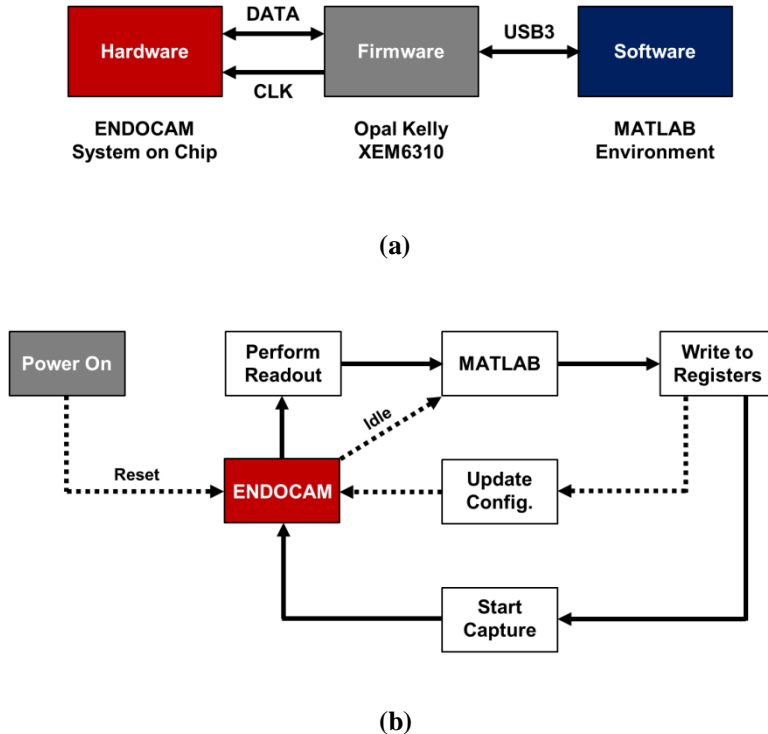 DATA
Hardware
Firmware
USB3
Software
CLK
ENDOCAM
System on Chip
Opal Kelly
XEM6310
MATLAB
Environment
(a)
Power On
Perform
Readout
MATLAB
Write to
Registers
Idle
Reset
ENDOCAM
Update
Config.
Start
Capture
(b)